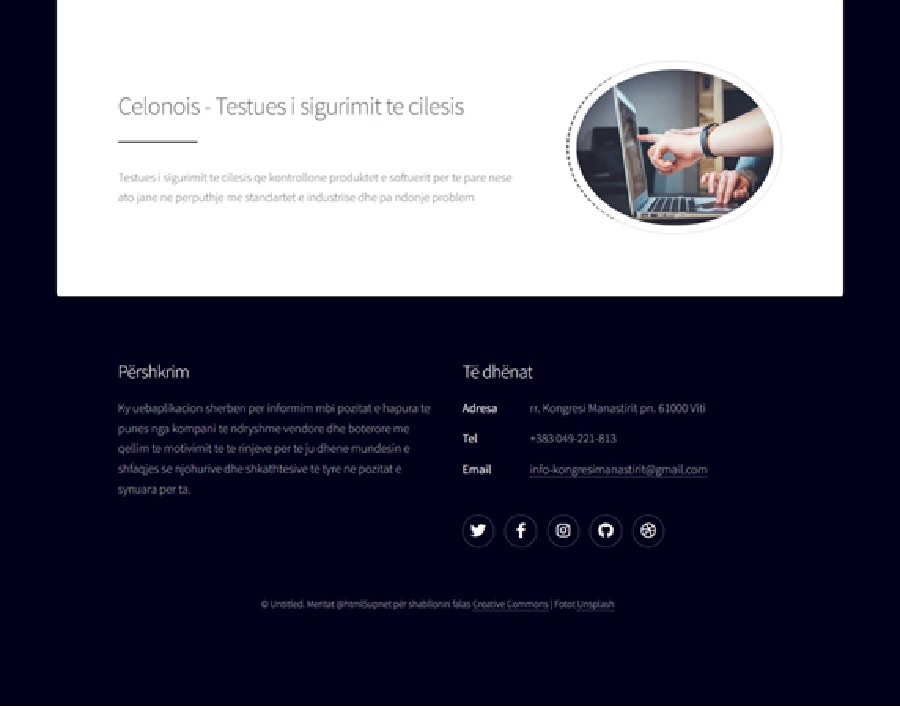 Celonois - Testues i sigurimit te cilesis
Testues i sigurimit te cilesis qe kontrollone produktet e softuerit per te pare nese
ato jane ne perputhje me standartet e industrise dhe pa ndonje problem
Përshkrim
Ky uebaplikacion sherben per informim mbi pozitat e hapura te
punes nga kompani te ndryshme vendore dhe boterore me
qellim te motivimit te te rinjeve per te ju dhene mundesin e
shfaqjes se njohurive dhe shkathtesive te tyre ne pozitat e
synuara per ta.
Të dhënat
Adresa rr. Kongresi Manastirit pn. 61000 Viti
Tel +383 049-221-813
Email info-kongresimanastirit@gmail.com
© Untitled. Meritat @html5upnet për shabllonin falas Creative Commons | Fotot Unsplash